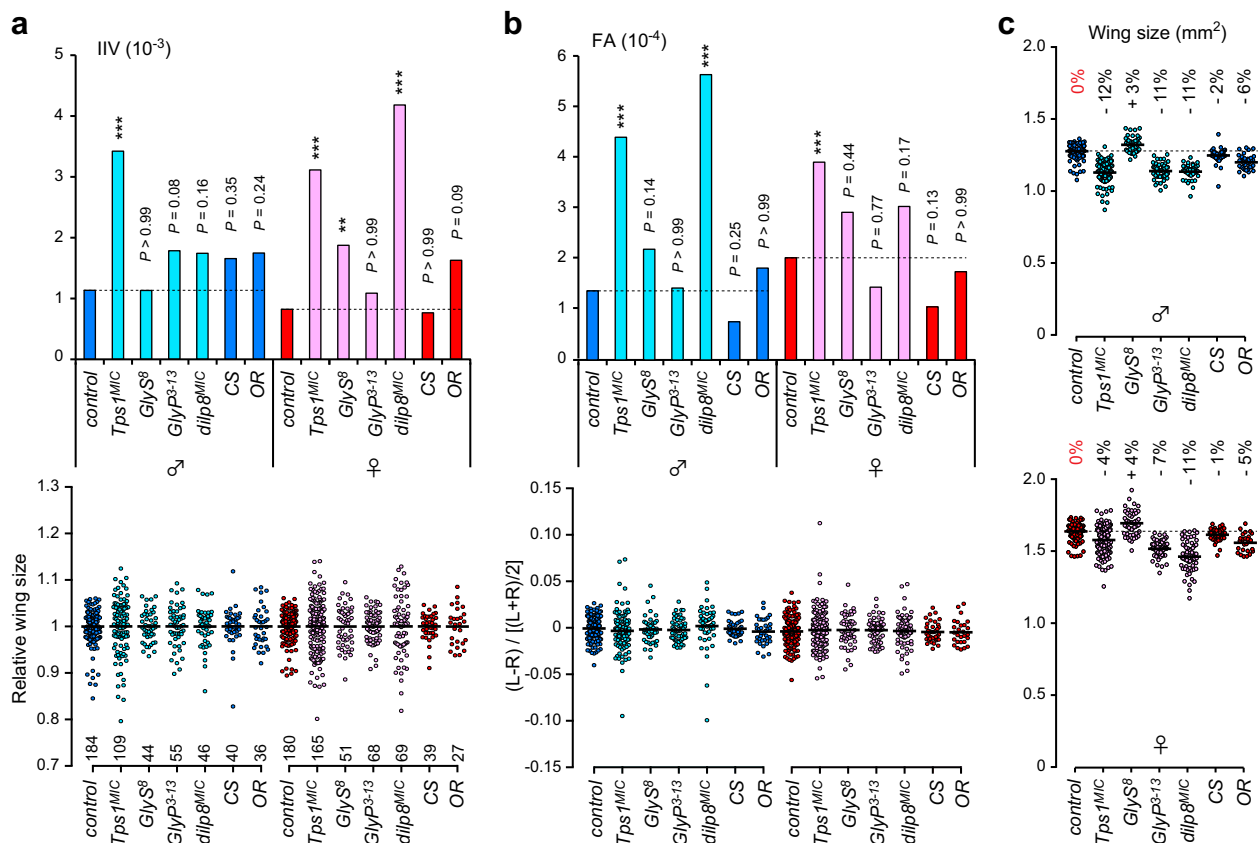 a
IIV (10⁻³)
5
4
3
2
1
0
***
P > 0.99
P = 0.08
P = 0.16
P = 0.35
P = 0.24
***
**
P > 0.99
***
P > 0.99
P = 0.09
control
Tps1ᴹᴵᶜ
GlyS⁸
GlyP³⁻¹³
dilp8ᴹᴵᶜ
CS
OR
control
Tps1ᴹᴵᶜ
GlyS⁸
GlyP³⁻¹³
dilp8ᴹᴵᶜ
CS
OR
♂
♀
Relative wing size
1.3
1.2
1.1
1
0.9
0.8
0.7
184
109
44
55
46
40
36
180
165
51
68
69
39
27
control
Tps1ᴹᴵᶜ
GlyS⁸
GlyP³⁻¹³
dilp8ᴹᴵᶜ
CS
OR
control
Tps1ᴹᴵᶜ
GlyS⁸
GlyP³⁻¹³
dilp8ᴹᴵᶜ
CS
OR
b
FA (10⁻⁴)
6
5
4
3
2
1
0
***
P = 0.14
P > 0.99
***
P = 0.25
P > 0.99
***
P = 0.44
P = 0.77
P = 0.17
P = 0.13
P > 0.99
control
Tps1ᴹᴵᶜ
GlyS⁸
GlyP³⁻¹³
dilp8ᴹᴵᶜ
CS
OR
control
Tps1ᴹᴵᶜ
GlyS⁸
GlyP³⁻¹³
dilp8ᴹᴵᶜ
CS
OR
♂
♀
(L-R) / [(L+R)/2]
0.15
0.10
0.05
0
-0.05
-0.10
-0.15
control
Tps1ᴹᴵᶜ
GlyS⁸
GlyP³⁻¹³
dilp8ᴹᴵᶜ
CS
OR
control
Tps1ᴹᴵᶜ
GlyS⁸
GlyP³⁻¹³
dilp8ᴹᴵᶜ
CS
OR
c
Wing size (mm²)
2.0
1.5
1.0
0.5
0
0%
- 12%
+ 3%
- 11%
- 11%
- 2%
- 6%
♂
control
Tps1ᴹᴵᶜ
GlyS⁸
GlyP³⁻¹³
dilp8ᴹᴵᶜ
CS
OR
0%
- 4%
+ 4%
- 7%
- 11%
- 1%
- 5%
2.0
1.5
1.0
0.5
0
♀
control
Tps1ᴹᴵᶜ
GlyS⁸
GlyP³⁻¹³
dilp8ᴹᴵᶜ
CS
OR